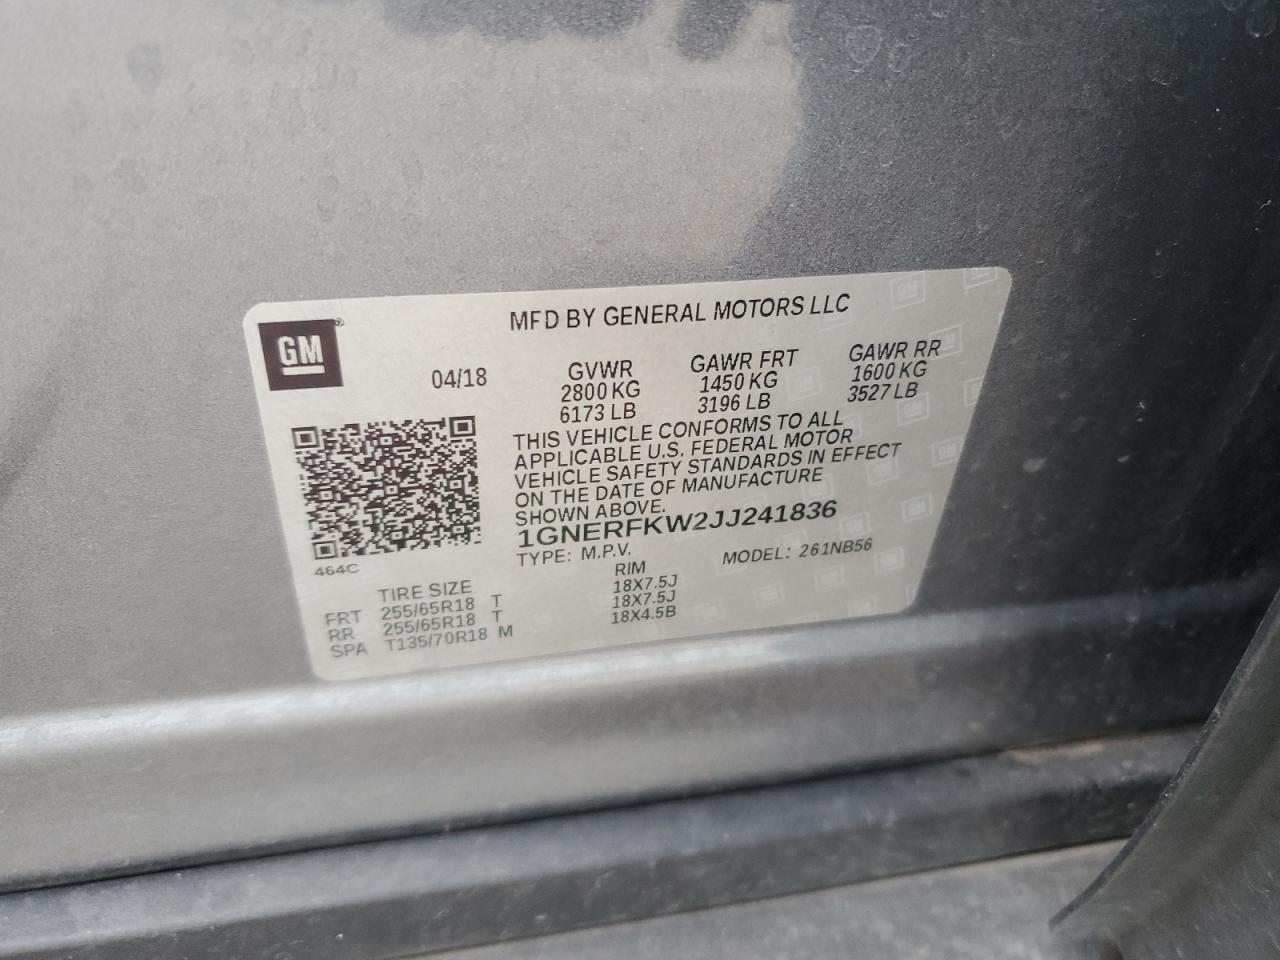 MFD BY GENERAL MOTORS LLC
GM®
04/18
GVWR GAWR FRT GAWR RR
2800 KG 1450 KG 1600 KG
6173 LB 3196 LB 3527 LB
THIS VEHICLE CONFORMS TO ALL
APPLICABLE U.S. FEDERAL MOTOR
VEHICLE SAFETY STANDARDS IN EFFECT
ON THE DATE OF MANUFACTURE
SHOWN ABOVE.
1GNERFKW2JJ241836
TYPE: M.P.V. MODEL: 261NB56
464C
TIRE SIZE RIM
FRT 255/65R18 T 18X7.5J
RR 255/65R18 T 18X7.5J
SPA T135/70R18 M 18X4.5B